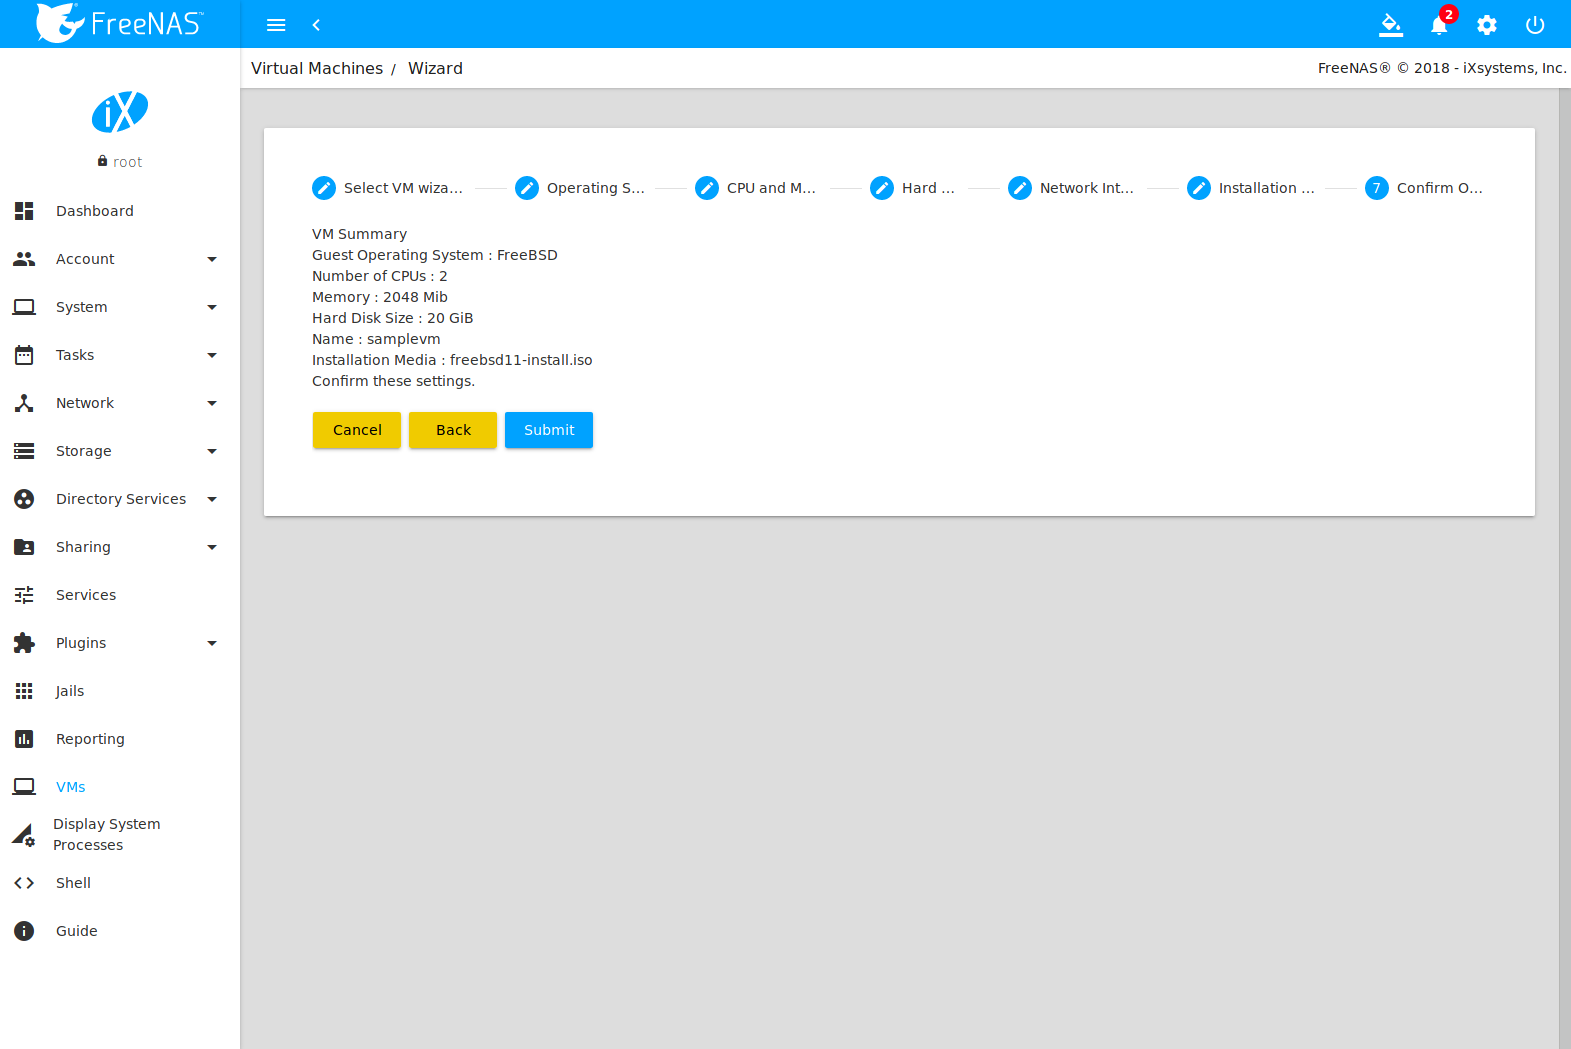 FreeNAS™
2
Virtual Machines / Wizard
FreeNAS® © 2018 - iXsystems, Inc.
iX
root
Dashboard
Account
System
Tasks
Network
Storage
Directory Services
Sharing
Services
Plugins
Jails
Reporting
VMs
Display System
Processes
Shell
Guide
Select VM wiza...
Operating S...
CPU and M...
Hard ...
Network Int...
Installation ...
7 Confirm O...
VM Summary
Guest Operating System : FreeBSD
Number of CPUs : 2
Memory : 2048 Mib
Hard Disk Size : 20 GiB
Name : samplevm
Installation Media : freebsd11-install.iso
Confirm these settings.
Cancel
Back
Submit